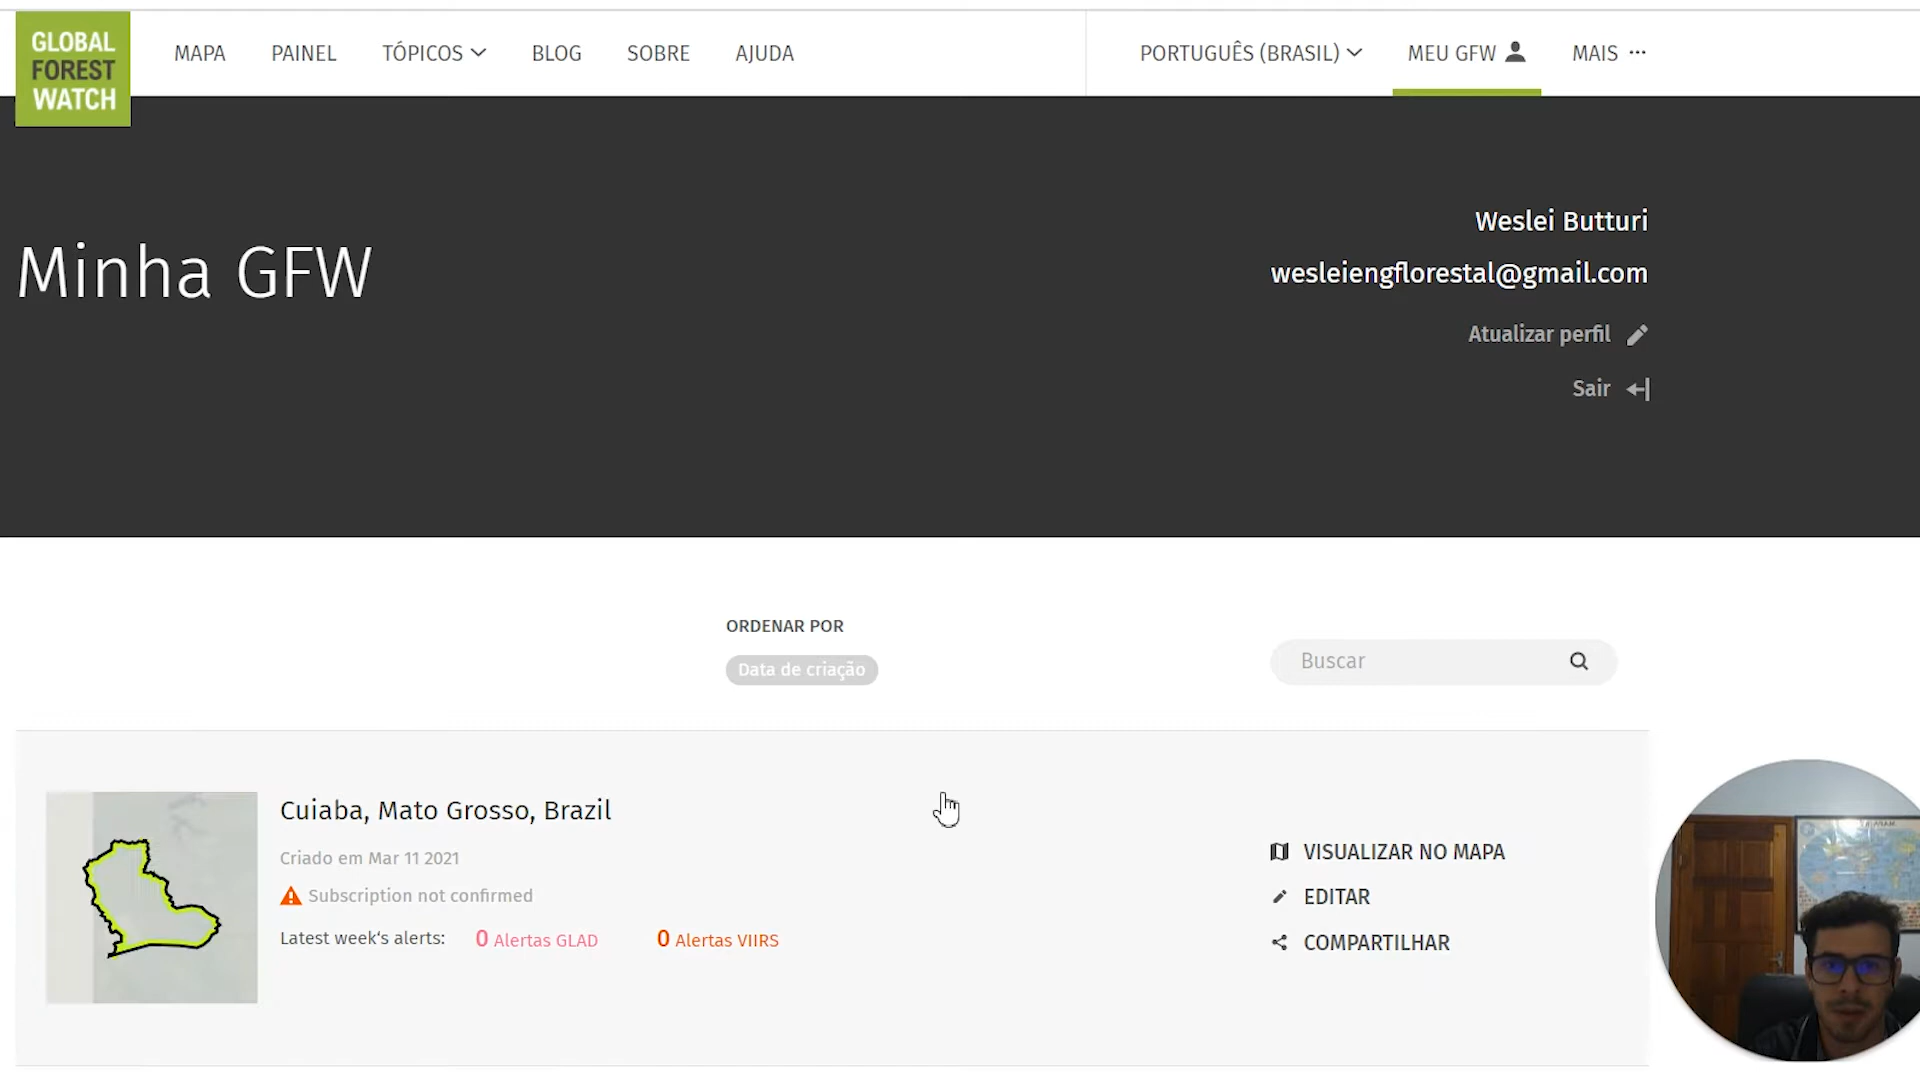 GLOBAL
FOREST
WATCH
MAPA
PAINEL
TÓPICOS
BLOG
SOBRE
AJUDA
PORTUGUÊS (BRASIL)
MEU GFW
MAIS
Minha GFW
Weslei Butturi
wesleiengflorestal@gmail.com
Atualizar perfil
Sair
ORDENAR POR
Data de criação
Buscar
Cuiaba, Mato Grosso, Brazil
Criado em Mar 11 2021
Subscription not confirmed
Latest week's alerts: 0 Alertas GLAD 0 Alertas VIIRS
VISUALIZAR NO MAPA
EDITAR
COMPARTILHAR